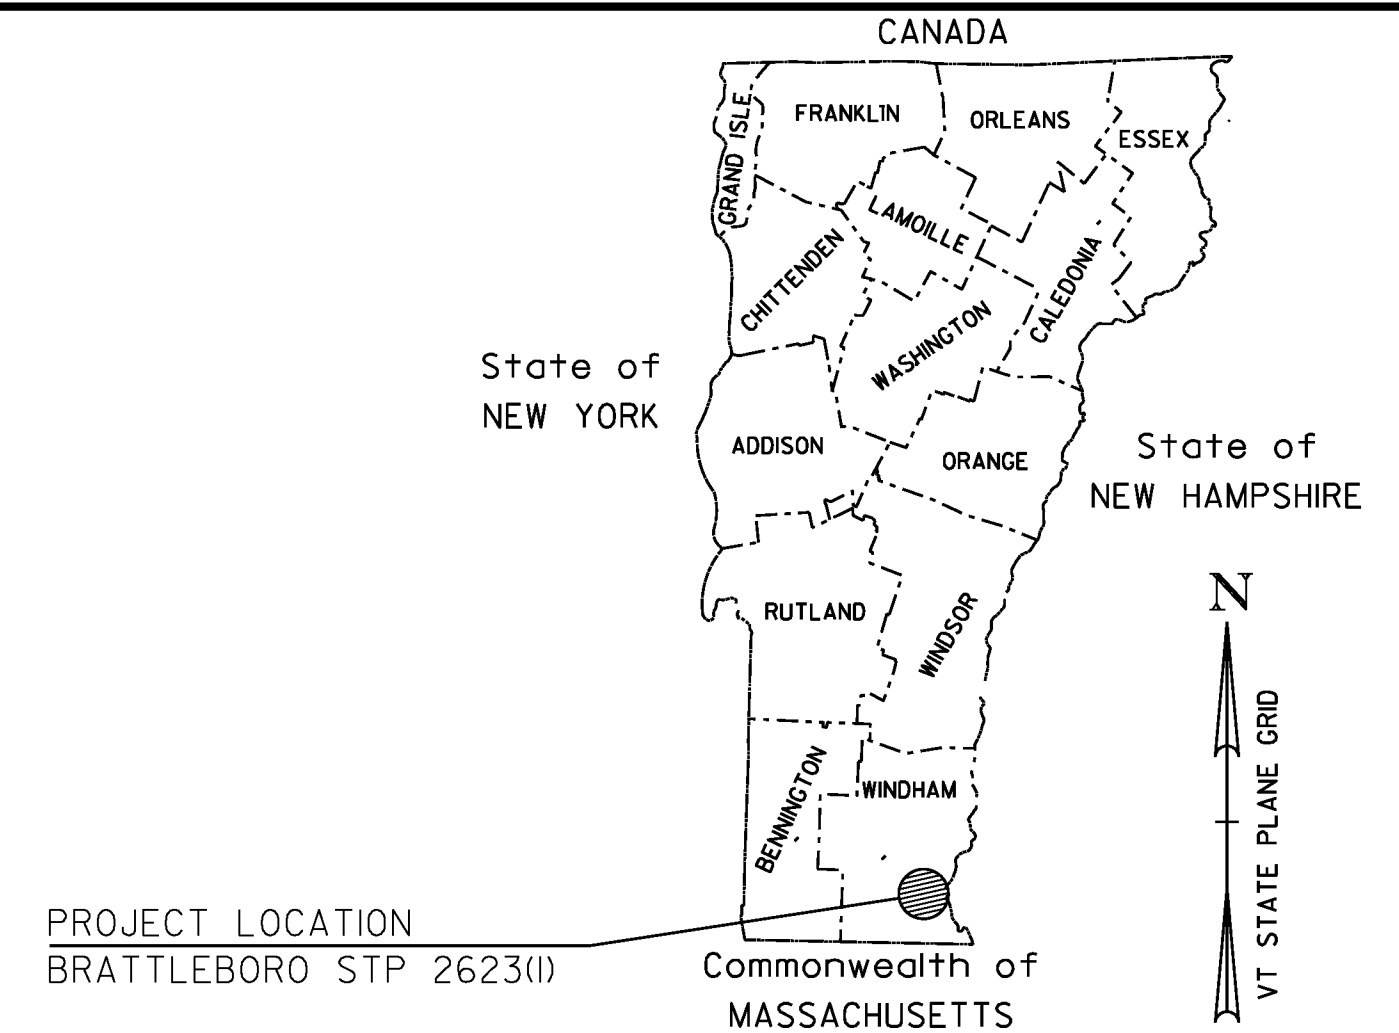 CANADA
FRANKLIN
ORLEANS
ESSEX
GRAND ISLE
LAMOILLE
CHITTENDEN
CALEDONIA
WASHINGTON
State of
NEW YORK
ADDISON
ORANGE
State of
NEW HAMPSHIRE
N
RUTLAND
WINDSOR
VT STATE PLANE GRID
BENNINGTON
WINDHAM
PROJECT LOCATION
BRATTLEBORO STP 2623(1)
Commonwealth of
MASSACHUSETTS